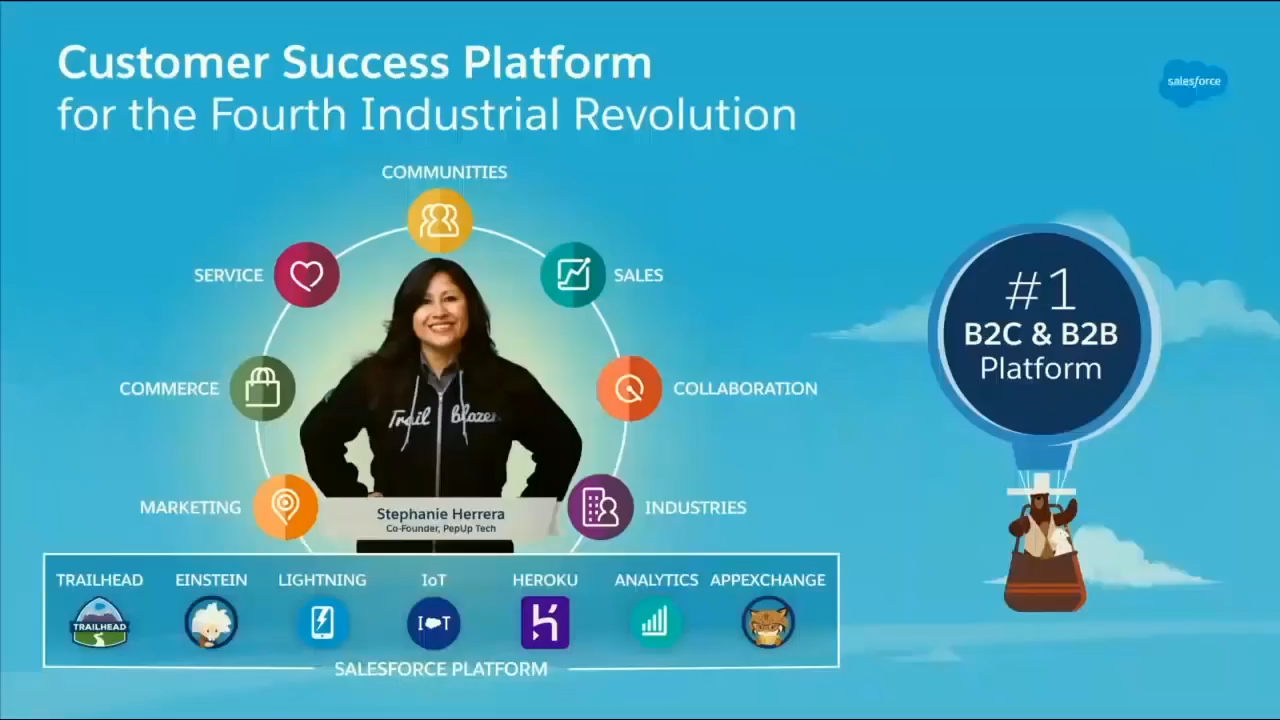 Customer Success Platform
for the Fourth Industrial Revolution
salesforce
COMMUNITIES
SERVICE
SALES
COMMERCE
COLLABORATION
MARKETING
INDUSTRIES
Trail blazer
Stephanie Herrera
Co-Founder, PepUp Tech
#1
B2C & B2B
Platform
TRAILHEAD EINSTEIN LIGHTNING IoT HEROKU ANALYTICS APPEXCHANGE
TRAILHEAD
I T
SALESFORCE PLATFORM